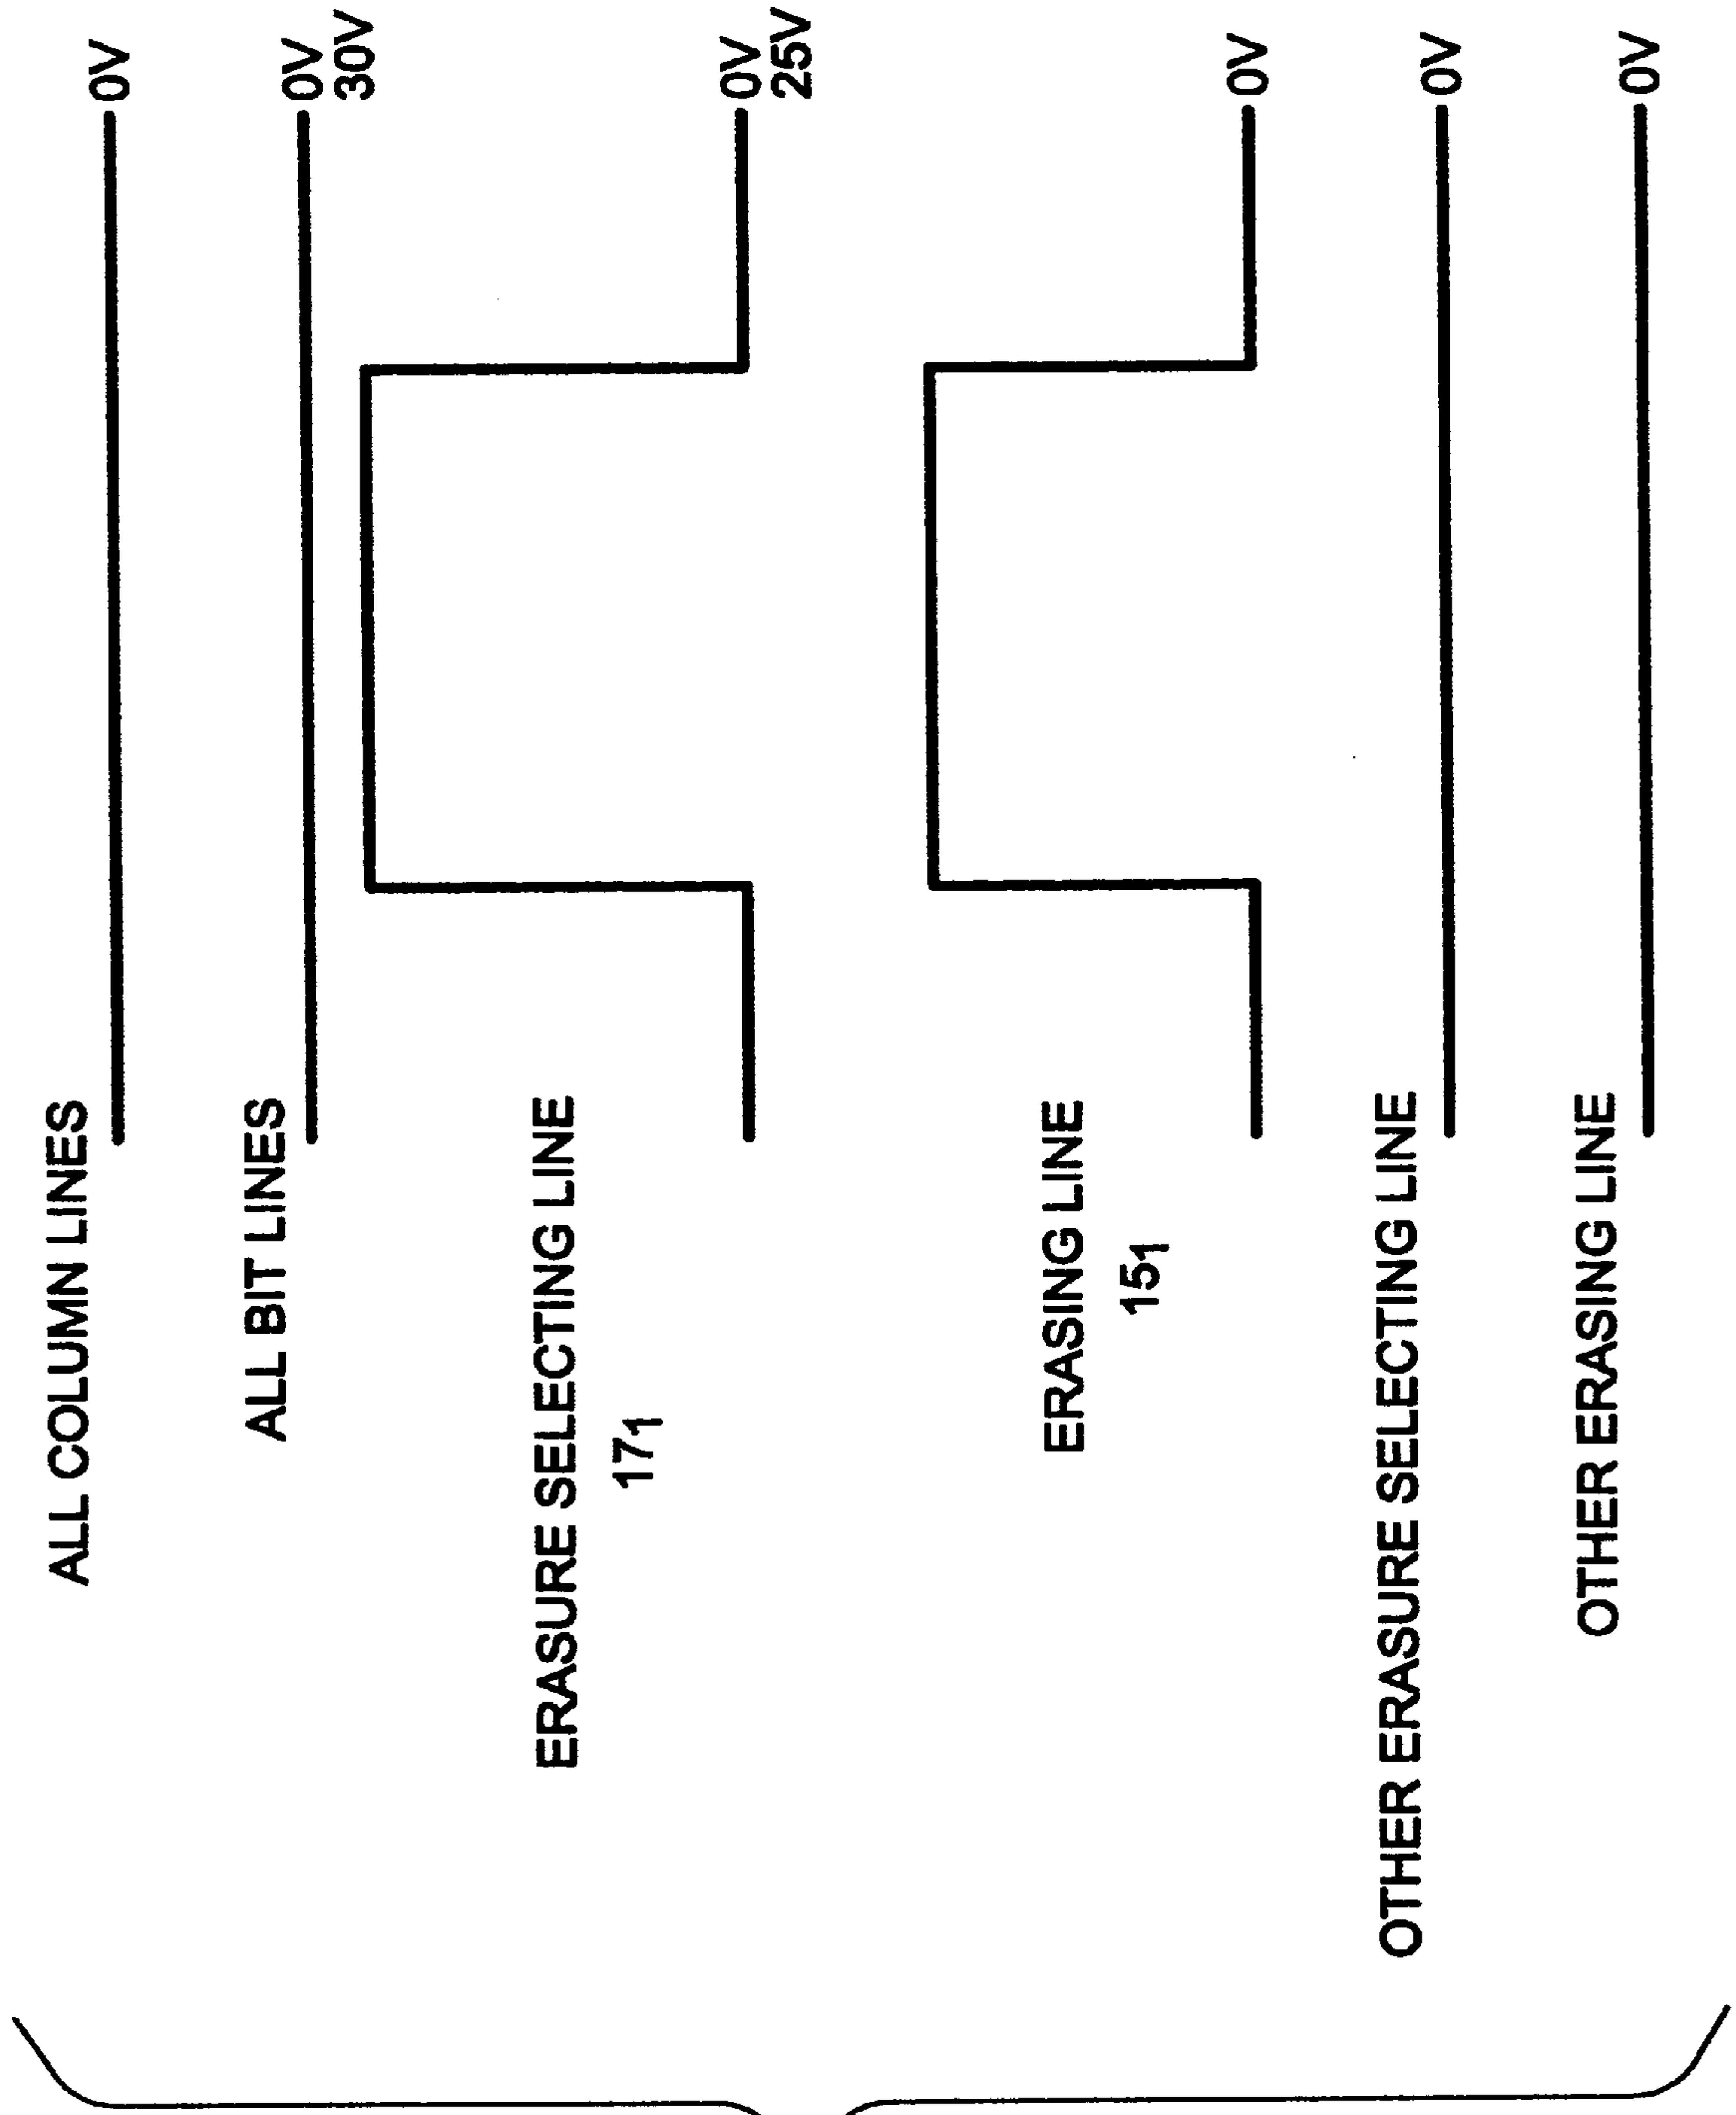 ALL COLUMN LINES
0V
ALL BIT LINES
0V
30V
ERASURE SELECTING LINE
17₁
0V
25V
ERASING LINE
15₁
0V
OTHER ERASURE SELECTING LINE
0V
OTHER ERASING LINE
0V